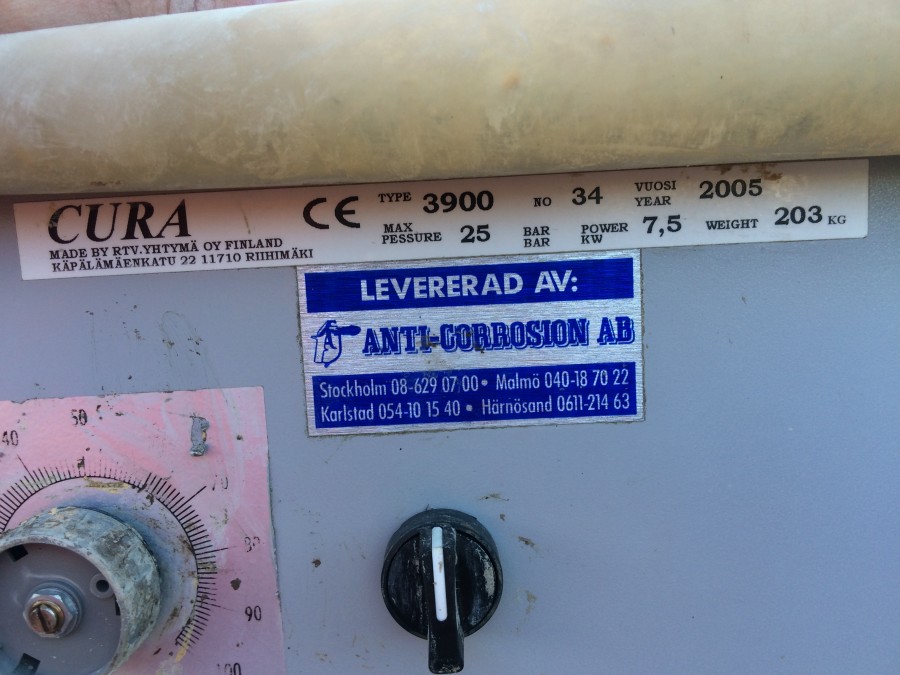 CURA CE TYPE 3900 NO 34 VUOSI YEAR 2005
MADE BY RTV.YHTYMÄ OY FINLAND
KÄPÄLÄMÄENKATU 22 11710 RIIHIMÄKI
MAX PESSURE 25 BAR BAR POWER KW 7,5 WEIGHT 203 KG
LEVERERAD AV:
ANTI-CORROSION AB
Stockholm 08-629 07 00 • Malmö 040-18 70 22
Karlstad 054-10 15 40 • Härnösand 0611-214 63
40
50
70
80
90
100